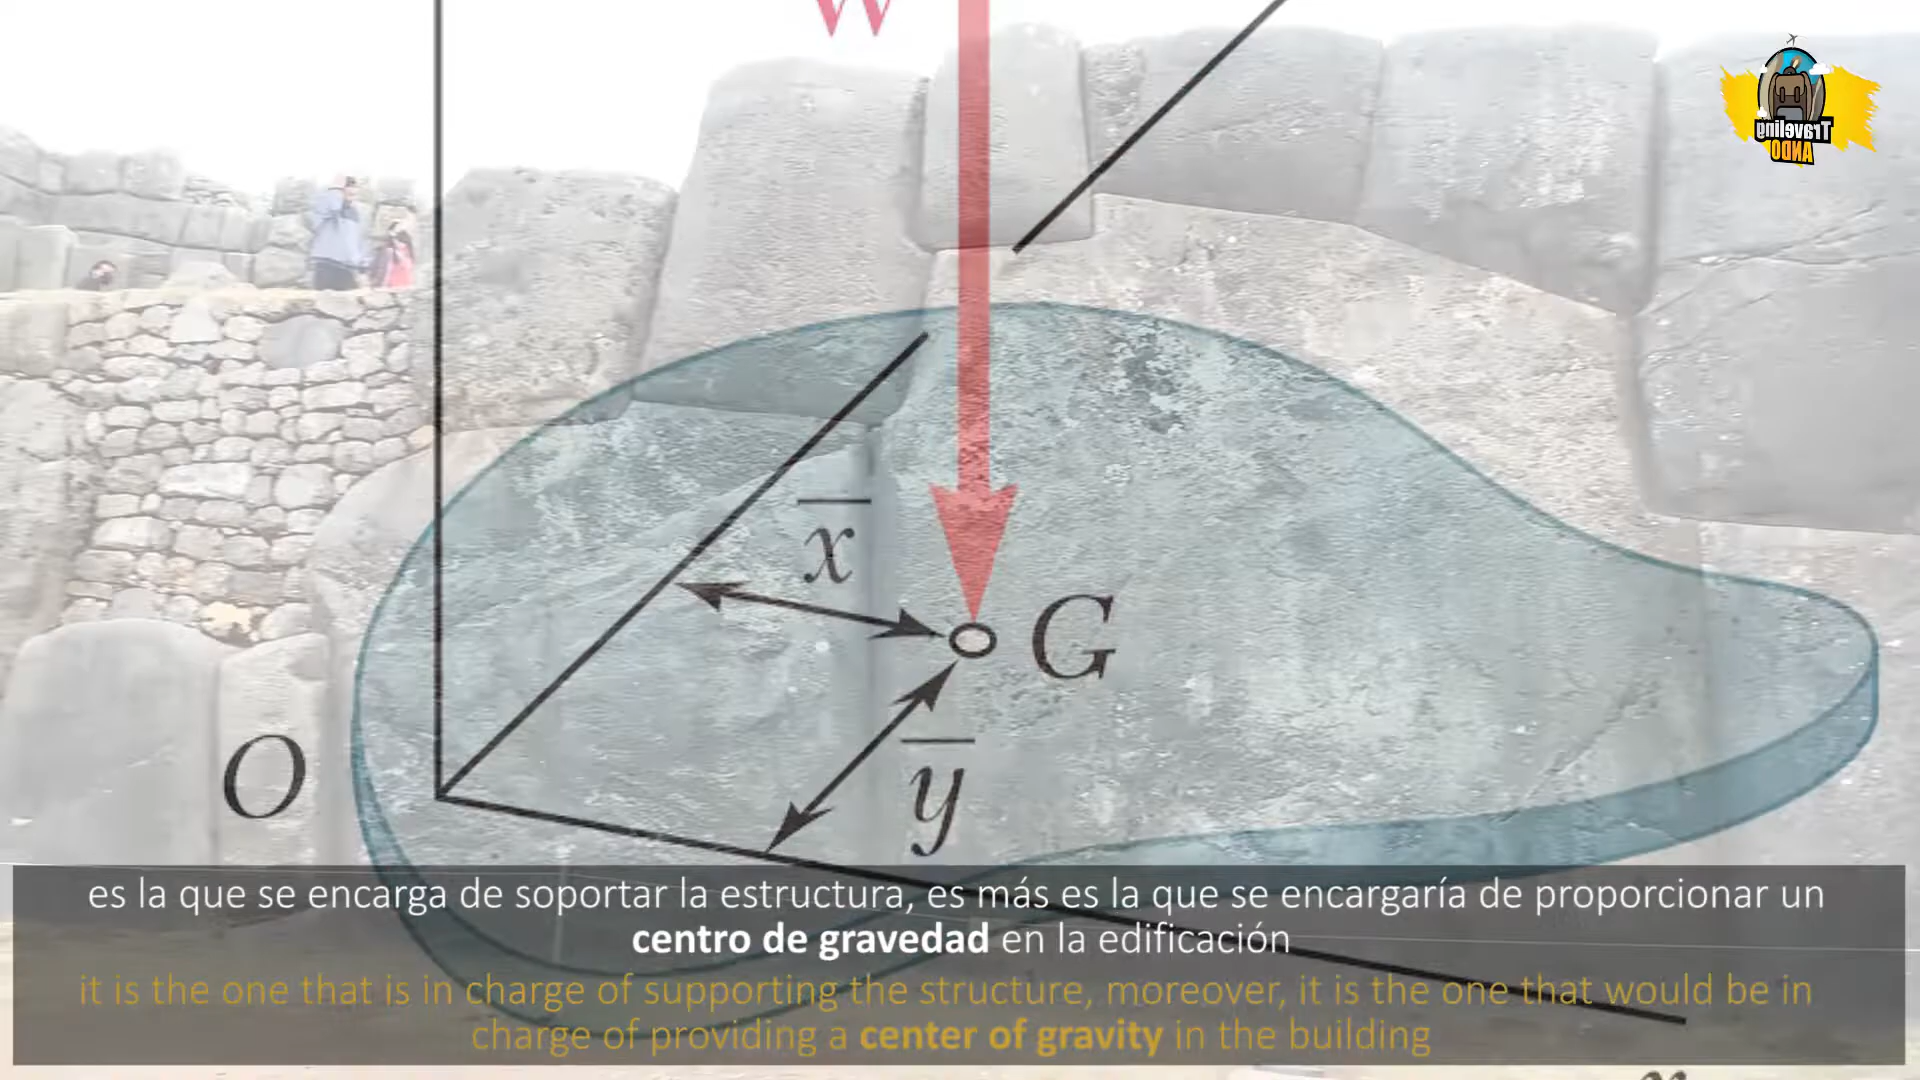 W
Traveling
ANDO
x
G
O
y
es la que se encarga de soportar la estructura, es más es la que se encargaría de proporcionar un
centro de gravedad en la edificación
it is the one that is in charge of supporting the structure, moreover, it is the one that would be in
charge of providing a center of gravity in the building